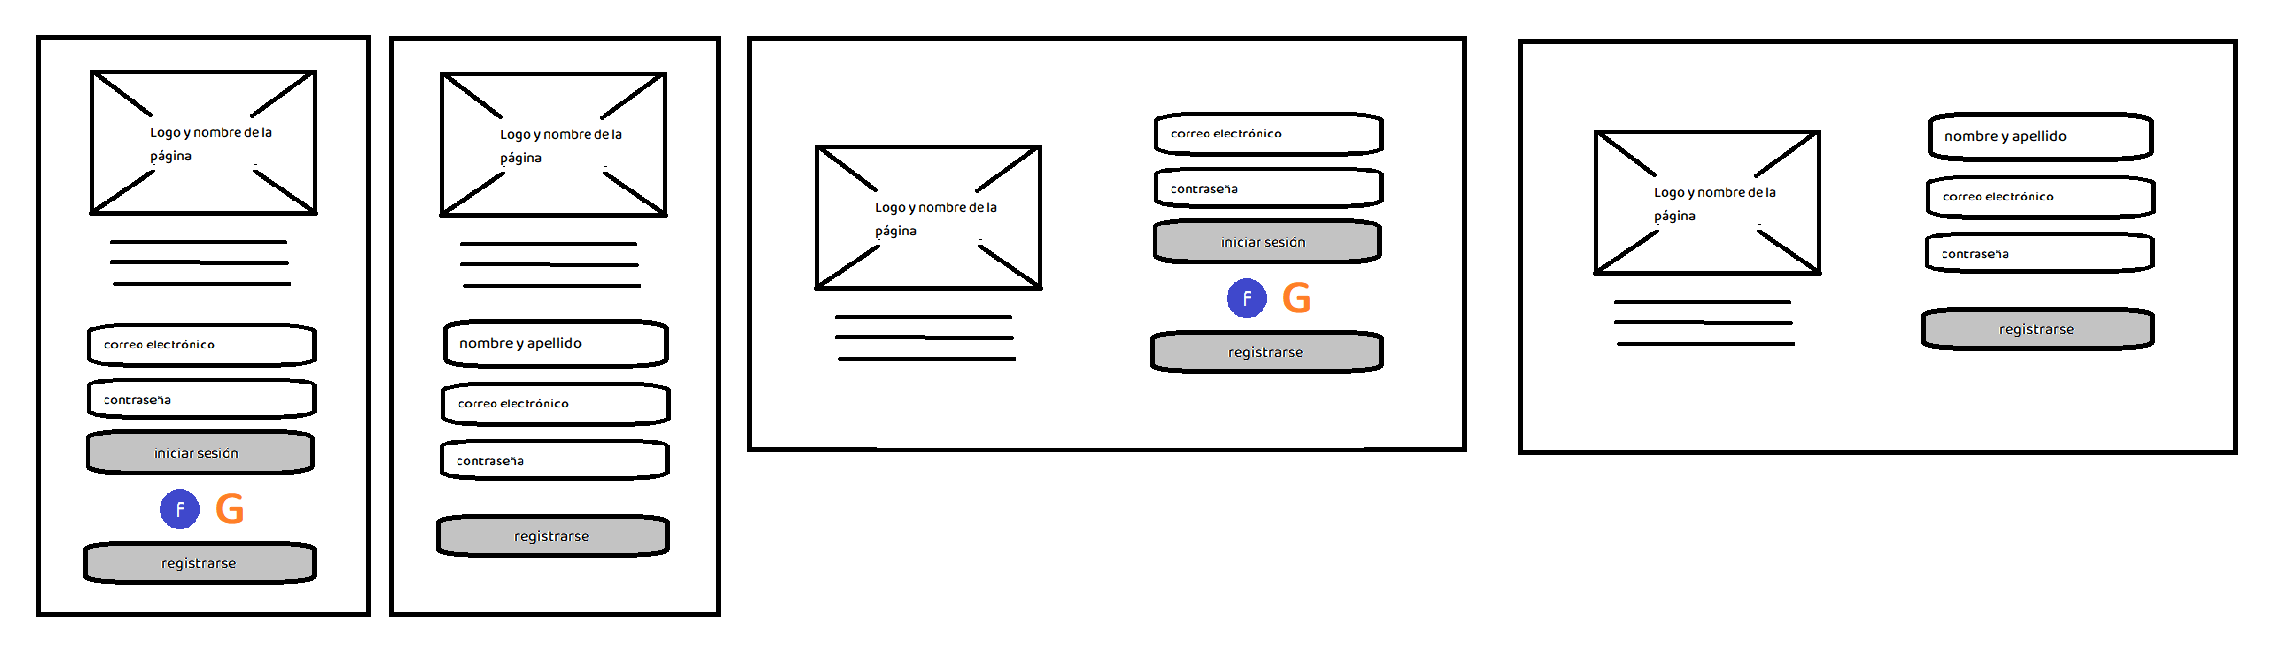 Logo y nombre de la
página
correo electrónico
contraseña
iniciar sesión
F G
registrarse
Logo y nombre de la
página
nombre y apellido
correo electrónico
contraseña
registrarse
Logo y nombre de la
página
correo electrónico
contraseña
iniciar sesión
F G
registrarse
Logo y nombre de la
página
nombre y apellido
correo electrónico
contraseña
registrarse